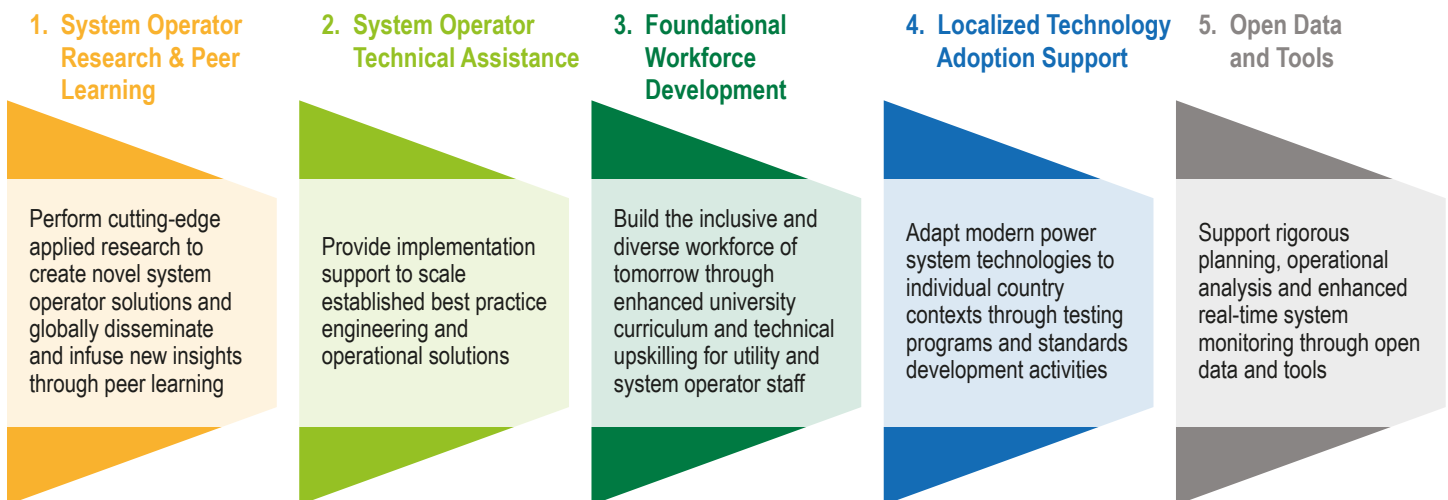 1. System Operator
Research & Peer
Learning
Perform cutting-edge
applied research to
create novel system
operator solutions and
globally disseminate
and infuse new insights
through peer learning
2. System Operator
Technical Assistance
Provide implementation
support to scale
established best practice
engineering and
operational solutions
3. Foundational
Workforce
Development
Build the inclusive and
diverse workforce of
tomorrow through
enhanced university
curriculum and technical
upskilling for utility and
system operator staff
4. Localized Technology
Adoption Support
Adapt modern power
system technologies to
individual country
contexts through testing
programs and standards
development activities
5. Open Data
and Tools
Support rigorous
planning, operational
analysis and enhanced
real-time system
monitoring through open
data and tools